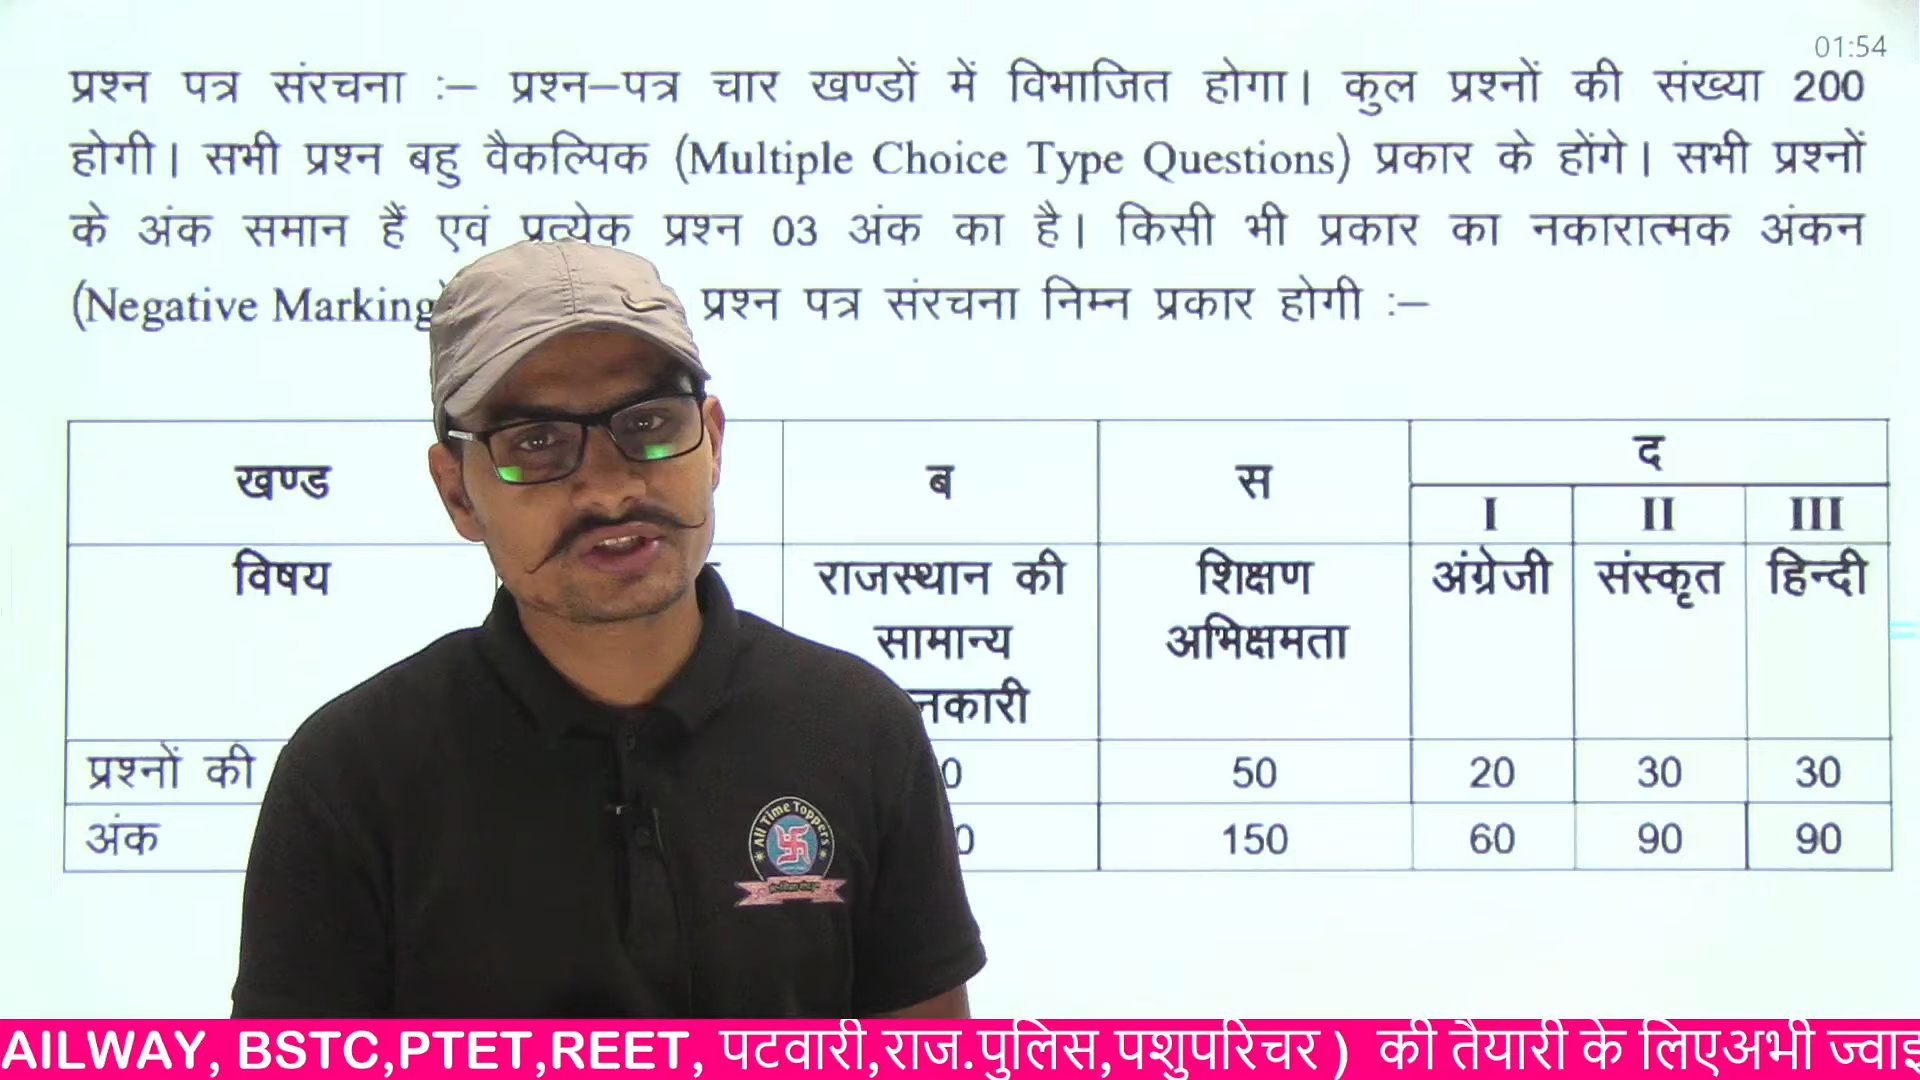 01:54
प्रश्न पत्र संरचना :– प्रश्न–पत्र चार खण्डों में विभाजित होगा। कुल प्रश्नों की संख्या 200
होगी। सभी प्रश्न बहु वैकल्पिक (Multiple Choice Type Questions) प्रकार के होंगे। सभी प्रश्नों
के अंक समान हैं एवं प्रत्येक प्रश्न 03 अंक का है। किसी भी प्रकार का नकारात्मक अंकन
(Negative Marking) प्रश्न पत्र संरचना निम्न प्रकार होगी :–
खण्ड ब स द
I II III
विषय राजस्थान की शिक्षण अंग्रेजी संस्कृत हिन्दी
सामान्य अभिक्षमता
प्रश्नों की 50 20 30 30
अंक 150 60 90 90
All Time Toppers
BSTC,PTET,REET, पटवारी,राज.पुलिस,पशुपरिचर ) की तैयारी के लिएअभी